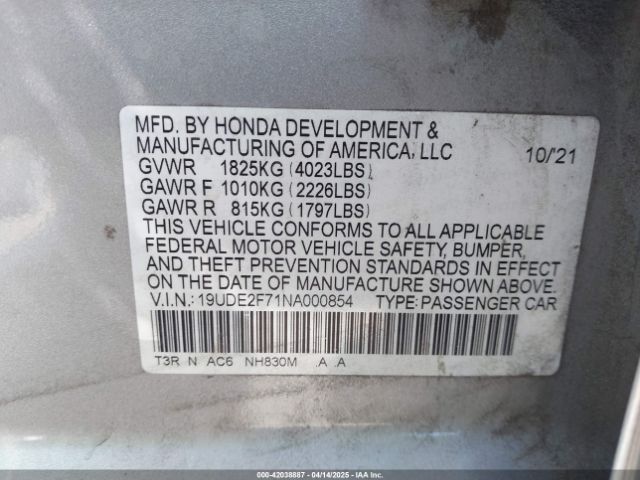 MFD. BY HONDA DEVELOPMENT &
MANUFACTURING OF AMERICA, LLC 10/'21
GVWR 1825KG (4023LBS)
GAWR F 1010KG (2226LBS)
GAWR R 815KG (1797LBS)
THIS VEHICLE CONFORMS TO ALL APPLICABLE
FEDERAL MOTOR VEHICLE SAFETY, BUMPER,
AND THEFT PREVENTION STANDARDS IN EFFECT
ON THE DATE OF MANUFACTURE SHOWN ABOVE.
V.I.N.: 19UDE2F71NA000854 TYPE: PASSENGER CAR
T3R N AC6 NH830M .A .A
000-42038887 04/14/2025 IAAI.COM